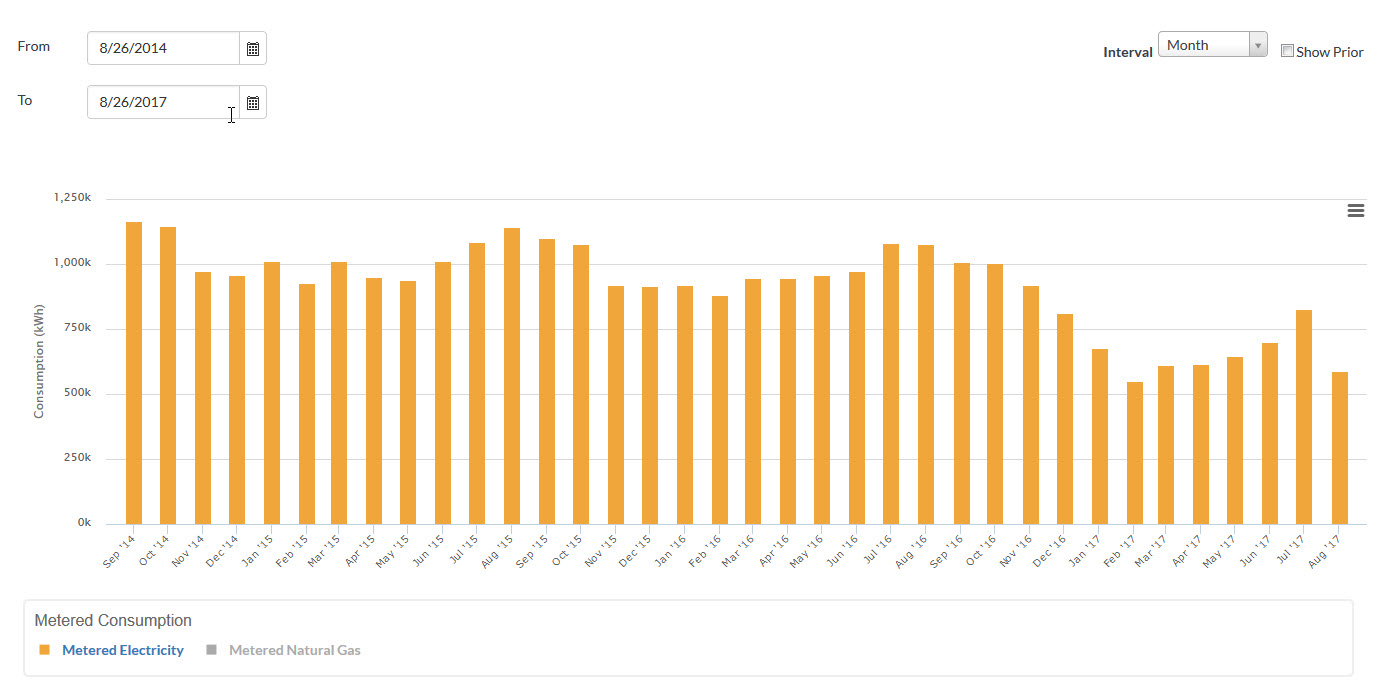 From 8/26/2014
Interval Month Show Prior
To 8/26/2017
1,250k
1,000k
750k
500k
250k
0k
Consumption (kWh)
Sep '14 Oct '14 Nov '14 Dec '14 Jan '15 Feb '15 Mar '15 Apr '15 May '15 Jun '15 Jul '15 Aug '15 Sep '15 Oct '15 Nov '15 Dec '15 Jan '16 Feb '16 Mar '16 Apr '16 May '16 Jun '16 Jul '16 Aug '16 Sep '16 Oct '16 Nov '16 Dec '16 Jan '17 Feb '17 Mar '17 Apr '17 May '17 Jun '17 Jul '17 Aug '17
Metered Consumption
Metered Electricity Metered Natural Gas